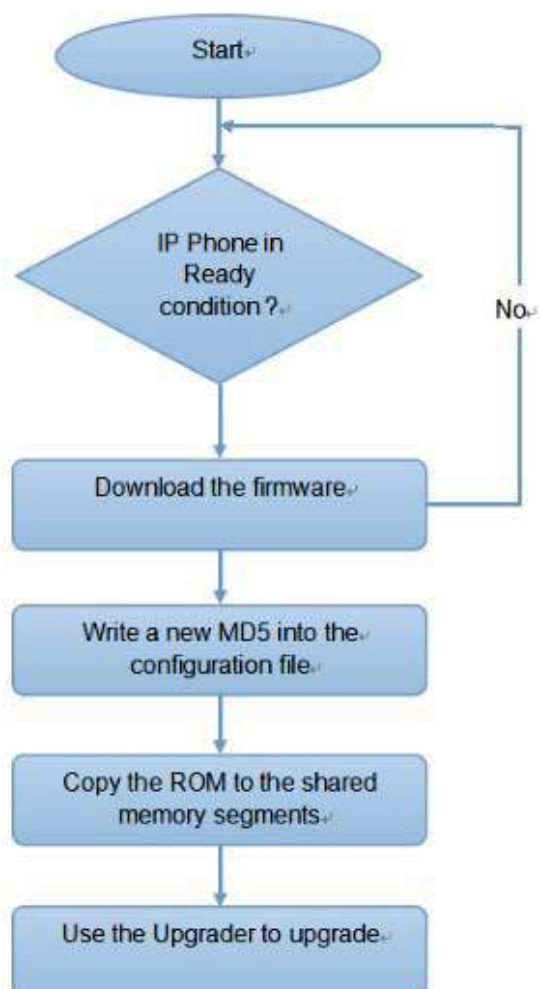 Start
IP Phone in
Ready
condition?
No
Download the firmware
Write a new MD5 into the
configuration file
Copy the ROM to the shared
memory segments
Use the Upgrader to upgrade